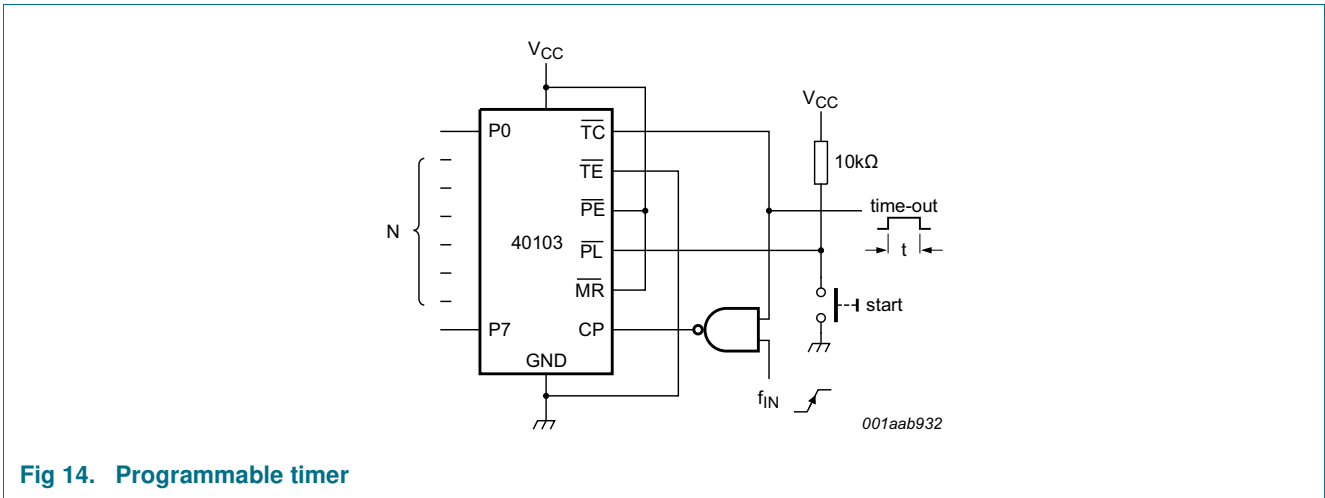 VCC
VCC
P0
TC
TE
10kΩ
PE
time-out
N
40103
PL
t
MR
start
P7
CP
GND
fIN
001aab932
Fig 14. Programmable timer